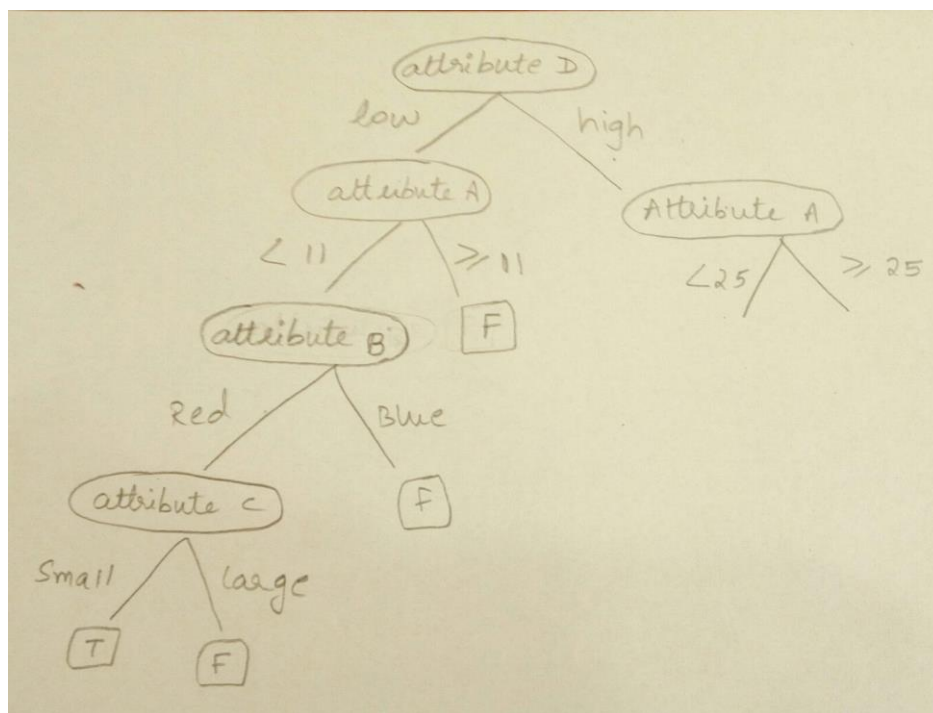 attribute D
low high
attribute A
Attribute A
< 11 ≥ 11
<25 ≥ 25
attribute B F
Red Blue
attribute C F
Small large
T F